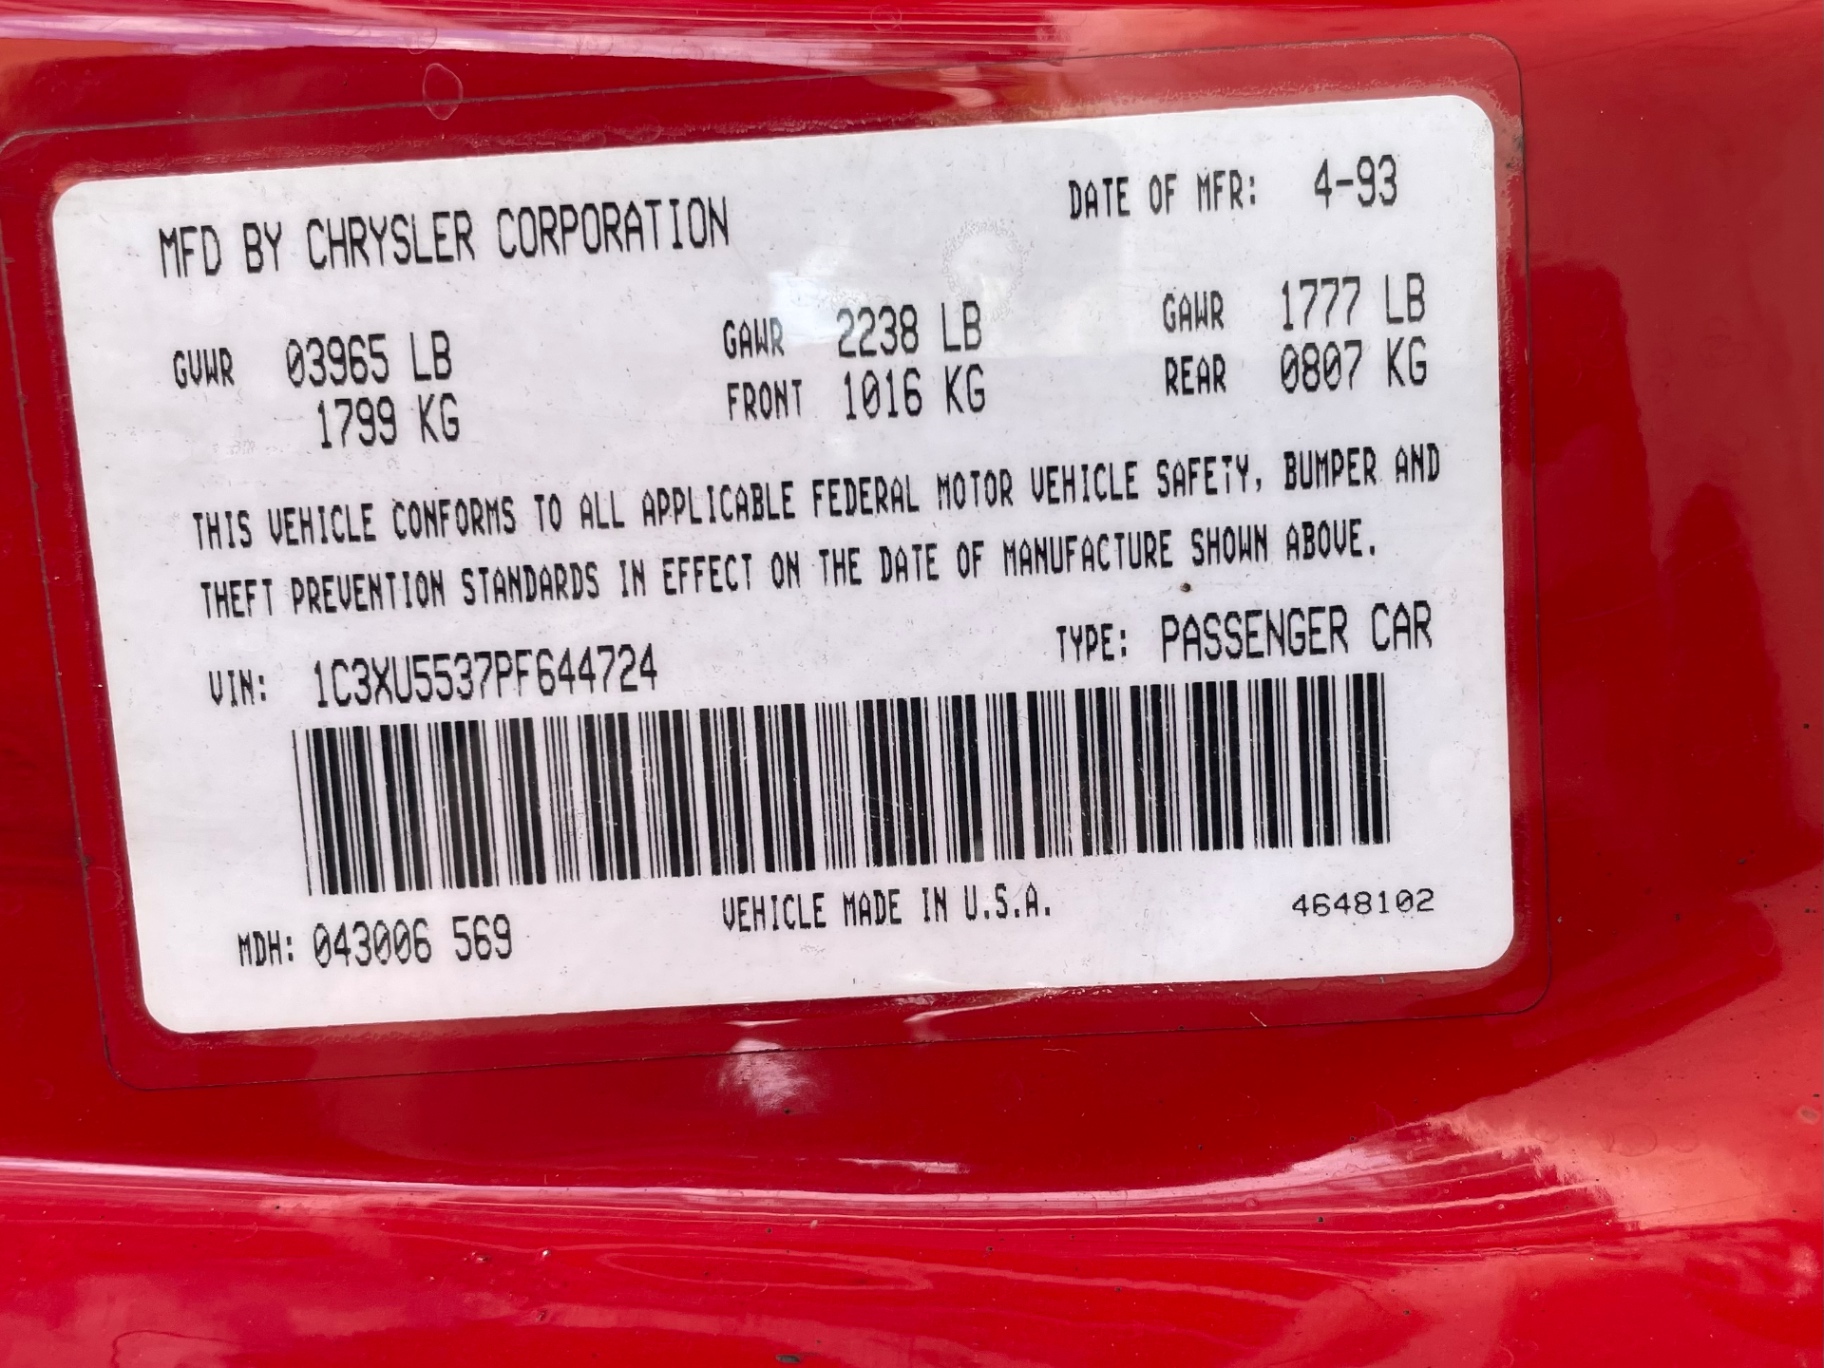 MFD BY CHRYSLER CORPORATION DATE OF MFR: 4-93
GVWR 03965 LB GAWR 2238 LB GAWR 1777 LB
1799 KG FRONT 1016 KG REAR 0807 KG
THIS VEHICLE CONFORMS TO ALL APPLICABLE FEDERAL MOTOR VEHICLE SAFETY, BUMPER AND
THEFT PREVENTION STANDARDS IN EFFECT ON THE DATE OF MANUFACTURE SHOWN ABOVE.
VIN: 1C3XU5537PF644724 TYPE: PASSENGER CAR
MDH: 043006 569 VEHICLE MADE IN U.S.A. 4648102